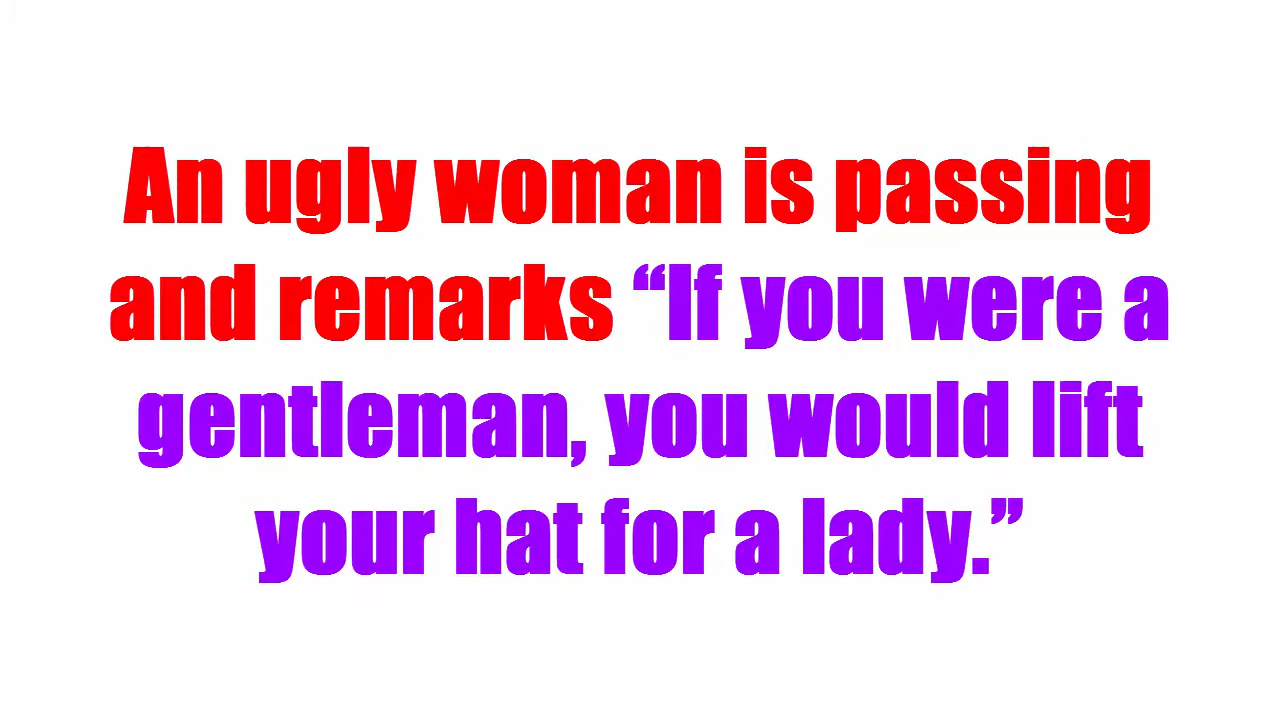 An ugly woman is passing
and remarks “If you were a
gentleman, you would lift
your hat for a lady.”